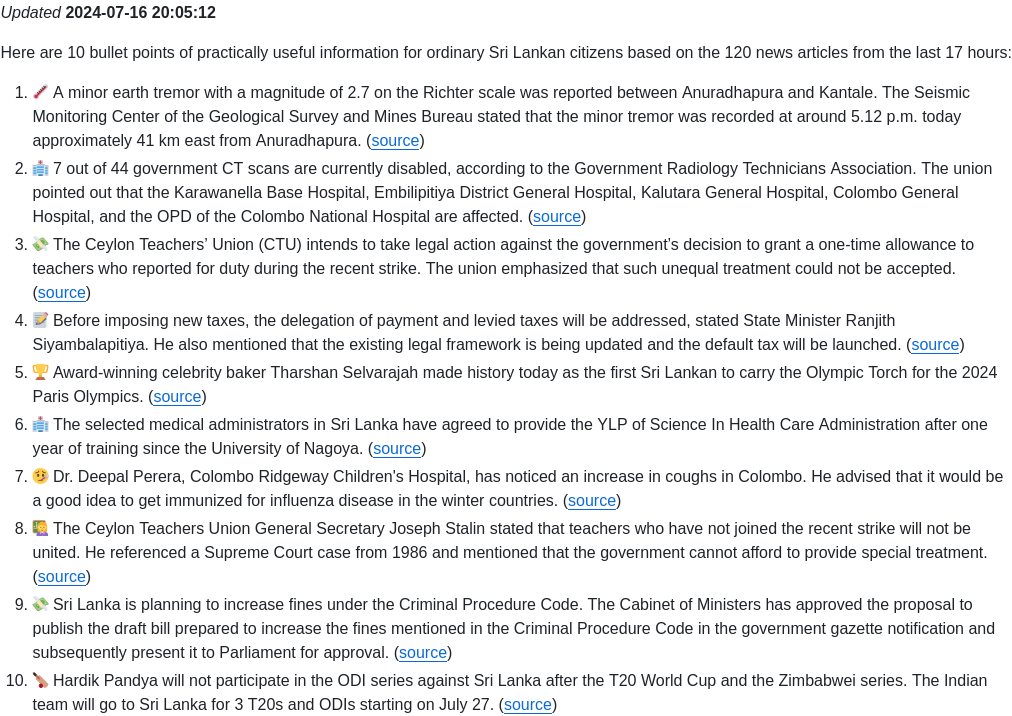 Updated 2024-07-16 20:05:12
Here are 10 bullet points of practically useful information for ordinary Sri Lankan citizens based on the 120 news articles from the last 17 hours:
1. 🌡️ A minor earth tremor with a magnitude of 2.7 on the Richter scale was reported between Anuradhapura and Kantale. The Seismic
Monitoring Center of the Geological Survey and Mines Bureau stated that the minor tremor was recorded at around 5.12 p.m. today
approximately 41 km east from Anuradhapura. (source)
2. 🏥 7 out of 44 government CT scans are currently disabled, according to the Government Radiology Technicians Association. The union
pointed out that the Karawanella Base Hospital, Embilipitiya District General Hospital, Kalutara General Hospital, Colombo General
Hospital, and the OPD of the Colombo National Hospital are affected. (source)
3. 💸 The Ceylon Teachers’ Union (CTU) intends to take legal action against the government’s decision to grant a one-time allowance to
teachers who reported for duty during the recent strike. The union emphasized that such unequal treatment could not be accepted.
(source)
4. 📝 Before imposing new taxes, the delegation of payment and levied taxes will be addressed, stated State Minister Ranjith
Siyambalapitiya. He also mentioned that the existing legal framework is being updated and the default tax will be launched. (source)
5. 🏆 Award-winning celebrity baker Tharshan Selvarajah made history today as the first Sri Lankan to carry the Olympic Torch for the 2024
Paris Olympics. (source)
6. 🏥 The selected medical administrators in Sri Lanka have agreed to provide the YLP of Science In Health Care Administration after one
year of training since the University of Nagoya. (source)
7. 🤧 Dr. Deepal Perera, Colombo Ridgeway Children's Hospital, has noticed an increase in coughs in Colombo. He advised that it would be
a good idea to get immunized for influenza disease in the winter countries. (source)
8. 👩‍🏫 The Ceylon Teachers Union General Secretary Joseph Stalin stated that teachers who have not joined the recent strike will not be
united. He referenced a Supreme Court case from 1986 and mentioned that the government cannot afford to provide special treatment.
(source)
9. 💸 Sri Lanka is planning to increase fines under the Criminal Procedure Code. The Cabinet of Ministers has approved the proposal to
publish the draft bill prepared to increase the fines mentioned in the Criminal Procedure Code in the government gazette notification and
subsequently present it to Parliament for approval. (source)
10. 🏏 Hardik Pandya will not participate in the ODI series against Sri Lanka after the T20 World Cup and the Zimbabwei series. The Indian
team will go to Sri Lanka for 3 T20s and ODIs starting on July 27. (source)